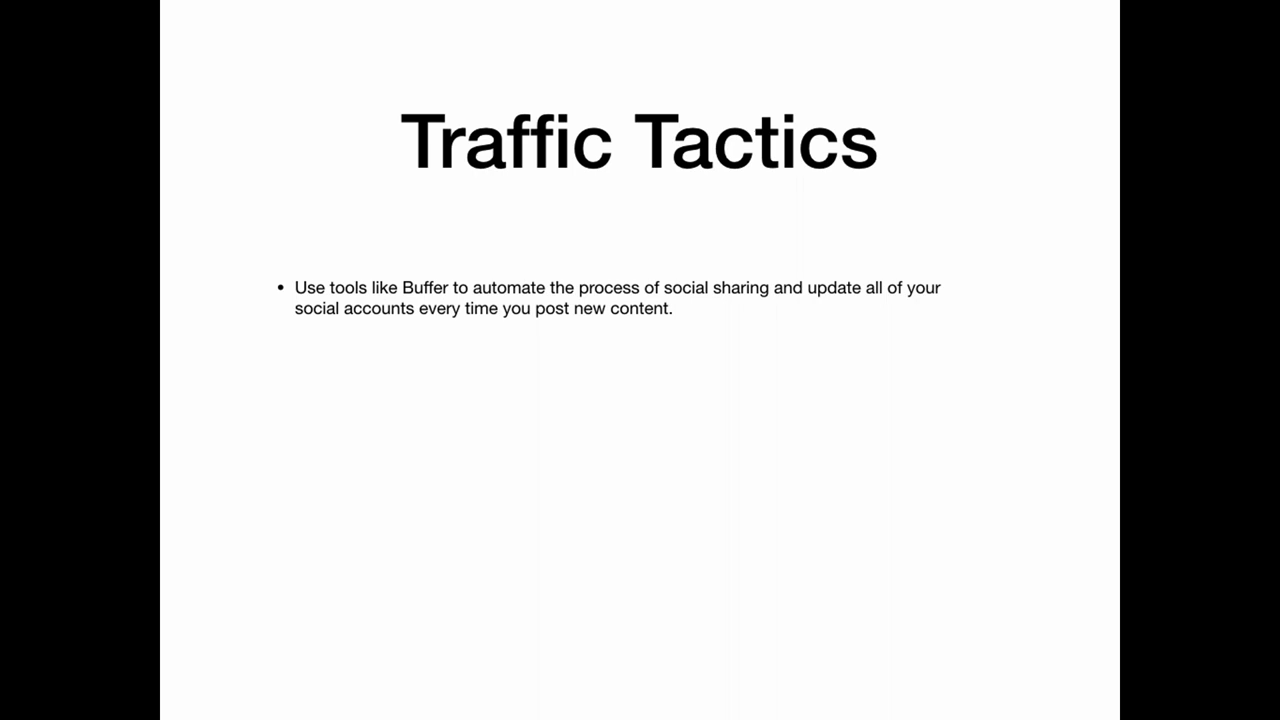 Traffic Tactics
• Use tools like Buffer to automate the process of social sharing and update all of your
social accounts every time you post new content.